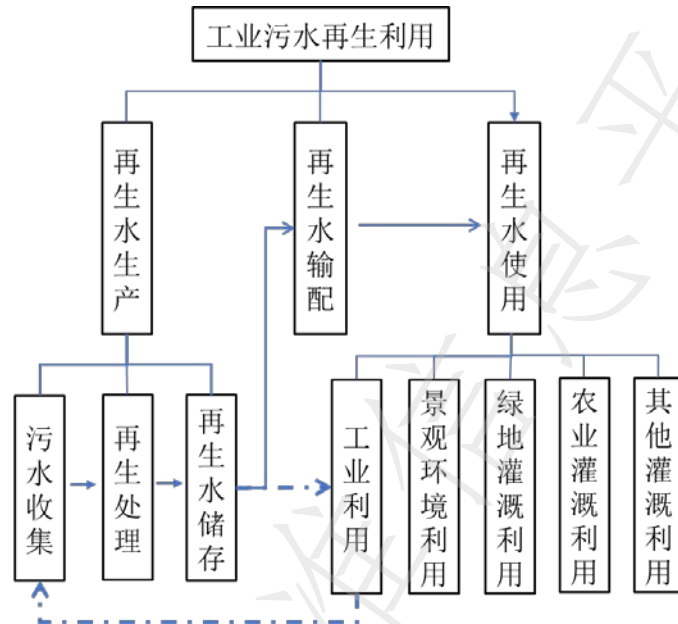 工业污水再生利用
再生水生产
再生水输配
再生水使用
污水收集
再生处理
再生水储存
工业利用
景观环境利用
绿地灌溉利用
农业灌溉利用
其他灌溉利用